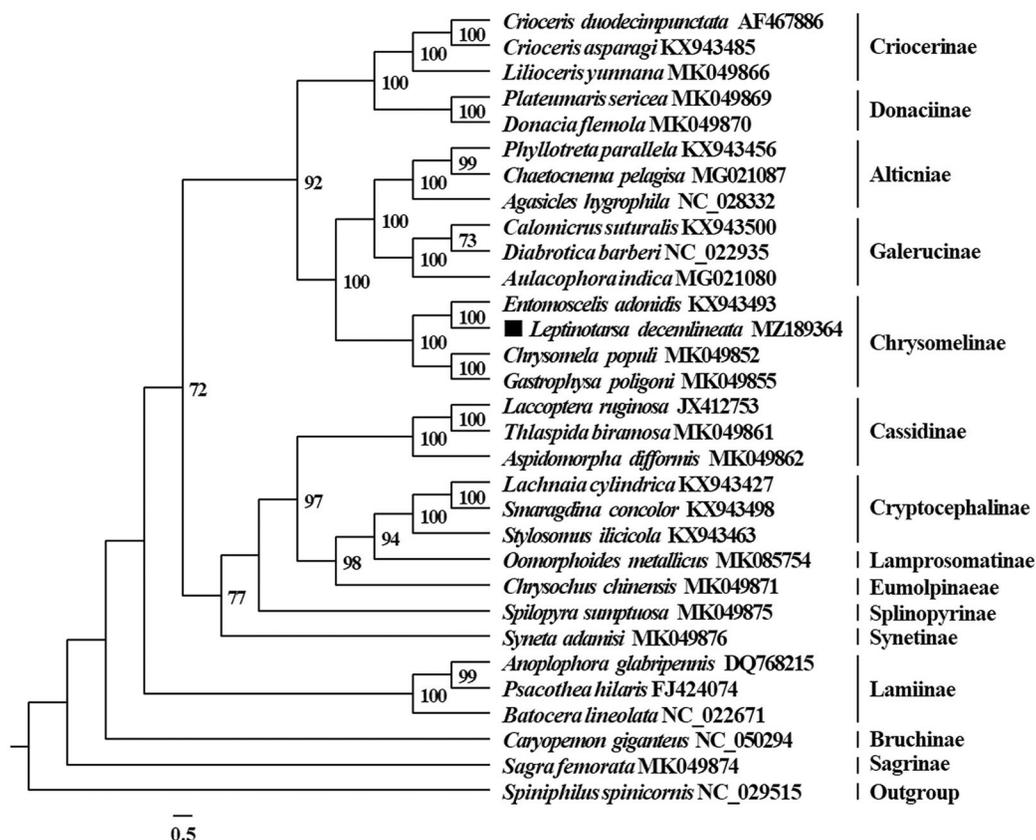 Crioceris duodecimpunctata AF467886
100
Crioceris asparagi KX943485
Criocerinae
100
Lilioceris yunnana MK049866
100
Plateumaris sericea MK049869
100
Donaciinae
Donacia flemola MK049870
Phyllotreta parallela KX943456
99
Chaetocnema pelagisa MG021087
Alticniae
92
100
Agasicles hygrophila NC_028332
100
Calomicrus suturalis KX943500
73
Diabrotica barberi NC_022935
Galerucinae
100
Aulacophora indica MG021080
100
Entomoscelis adonidis KX943493
100
Leptinotarsa decemlineata MZ189364
100
Chrysomelinae
Chrysomela populi MK049852
100
Gastrophysa poligoni MK049855
72
Laccoptera ruginosa JX412753
100
Thlaspida biramosa MK049861
Cassidinae
100
Aspidomorpha difformis MK049862
Lachnaia cylindrica KX943427
97
100
Smaragdina concolor KX943498
Cryptocephalinae
100
Stylosomus ilicicola KX943463
94
Oomorphoides metallicus MK085754
Lamprosomatinae
98
Chrysochus chinensis MK049871
Eumolpinaeae
77
Spilopyra sumptuosa MK049875
Splinopyrinae
Syneta adamisi MK049876
Synetinae
Anoplophora glabripennis DQ768215
99
Psacothea hilaris FJ424074
Lamiinae
100
Batocera lineolata NC_022671
Caryopemon giganteus NC_050294
Bruchinae
Sagra femorata MK049874
Sagrinae
Spiniphilus spinicornis NC_029515
Outgroup
0.5